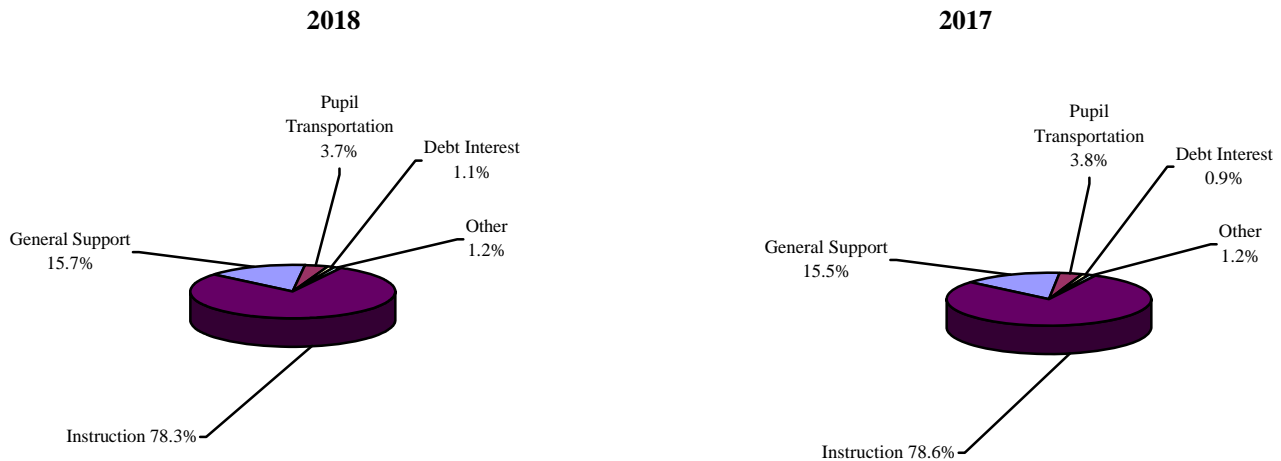 2018
Pupil
Transportation
3.7%
Debt Interest
1.1%
General Support
15.7%
Other
1.2%
Instruction 78.3%
2017
Pupil
Transportation
3.8%
Debt Interest
0.9%
General Support
15.5%
Other
1.2%
Instruction 78.6%